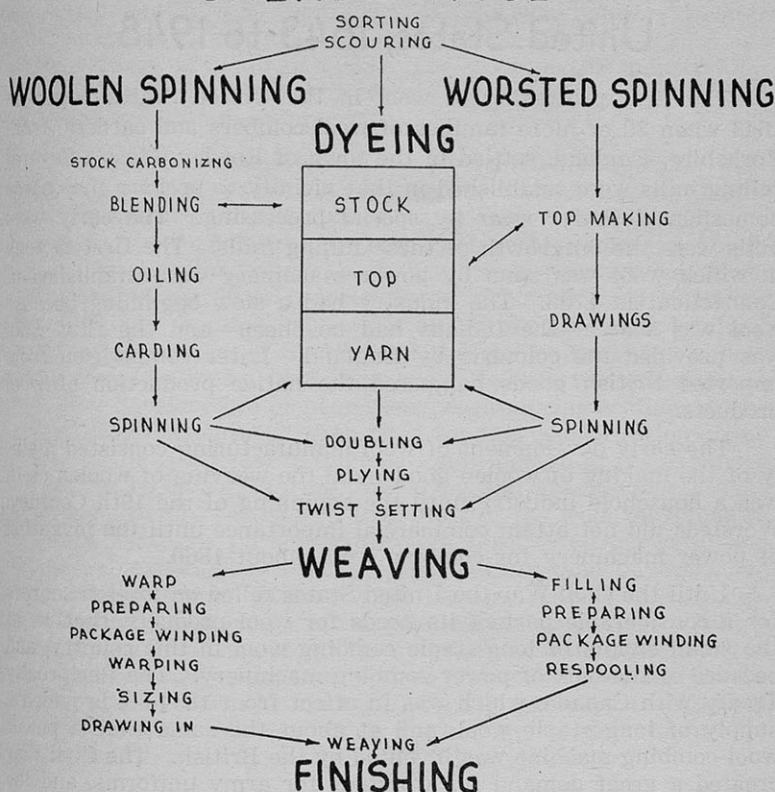 SORTING
SCOURING
WOOLEN SPINNING
WORSTED SPINNING
DYEING
STOCK CARBONIZNG
BLENDING
STOCK
TOP MAKING
OILING
TOP
DRAWINGS
CARDING
YARN
SPINNING
DOUBLING
SPINNING
PLYING
TWIST SETTING
WEAVING
WARP
PREPARING
PACKAGE WINDING
WARPING
SIZING
DRAWING IN
FILLING
PREPARING
PACKAGE WINDING
RESPOOLING
WEAVING
FINISHING